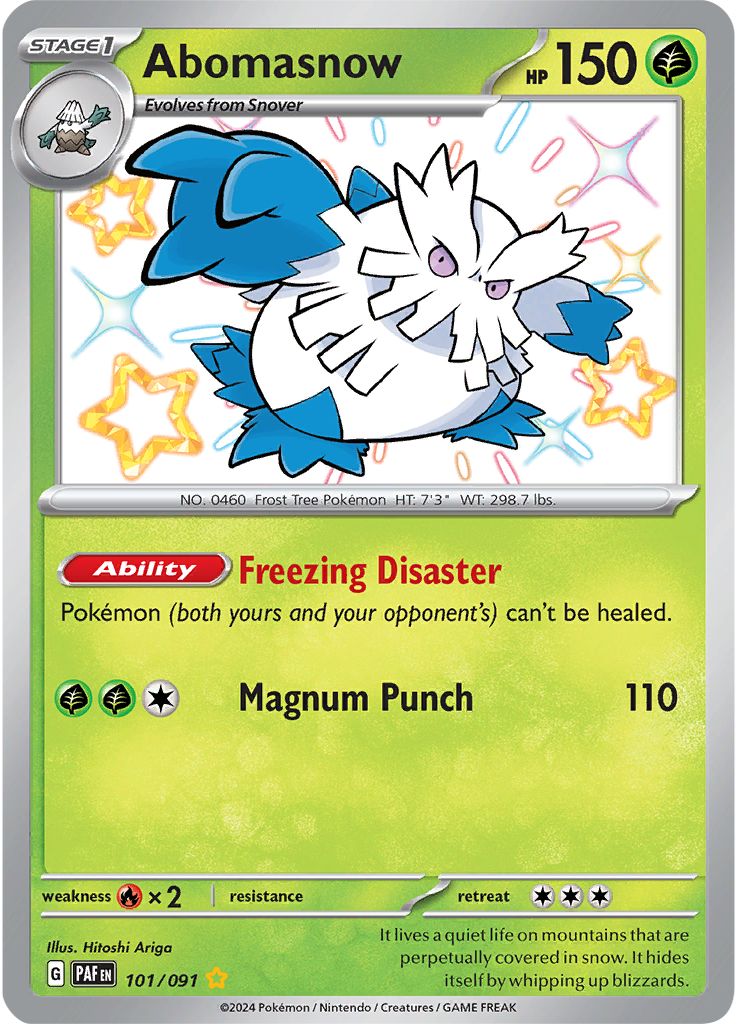 STAGE 1
Abomasnow
HP 150
Evolves from Snover
NO. 0460 Frost Tree Pokémon HT: 7'3" WT: 298.7 lbs.
Ability Freezing Disaster
Pokémon (both yours and your opponent's) can't be healed.
Magnum Punch 110
weakness ×2 resistance retreat
Illus. Hitoshi Ariga
G PAF EN 101/091
It lives a quiet life on mountains that are
perpetually covered in snow. It hides
itself by whipping up blizzards.
©2024 Pokémon / Nintendo / Creatures / GAME FREAK